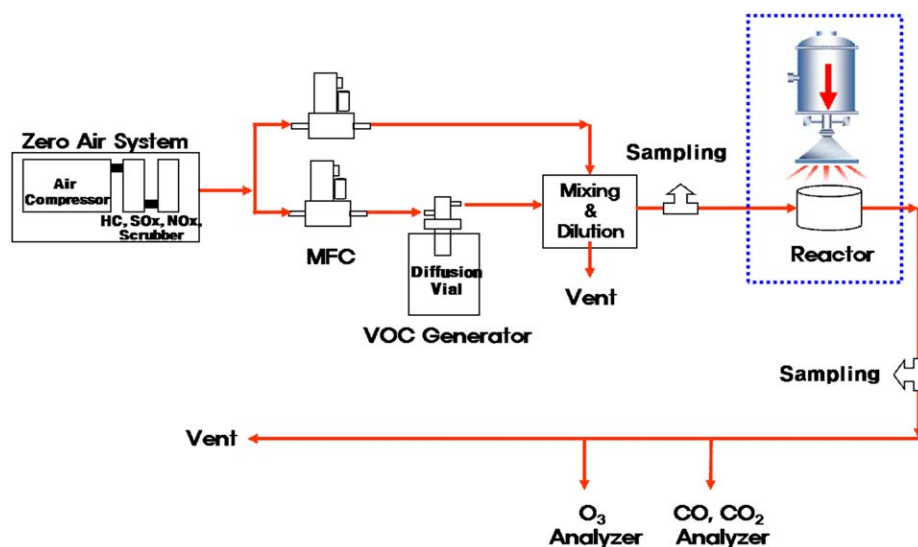 Zero Air System
Air
Compressor
HC, SOx, NOx,
Scrubber
MFC
Diffusion
Vial
VOC Generator
Mixing
&
Dilution
Vent
Sampling
Reactor
Sampling
Vent
O₃
Analyzer
CO, CO₂
Analyzer